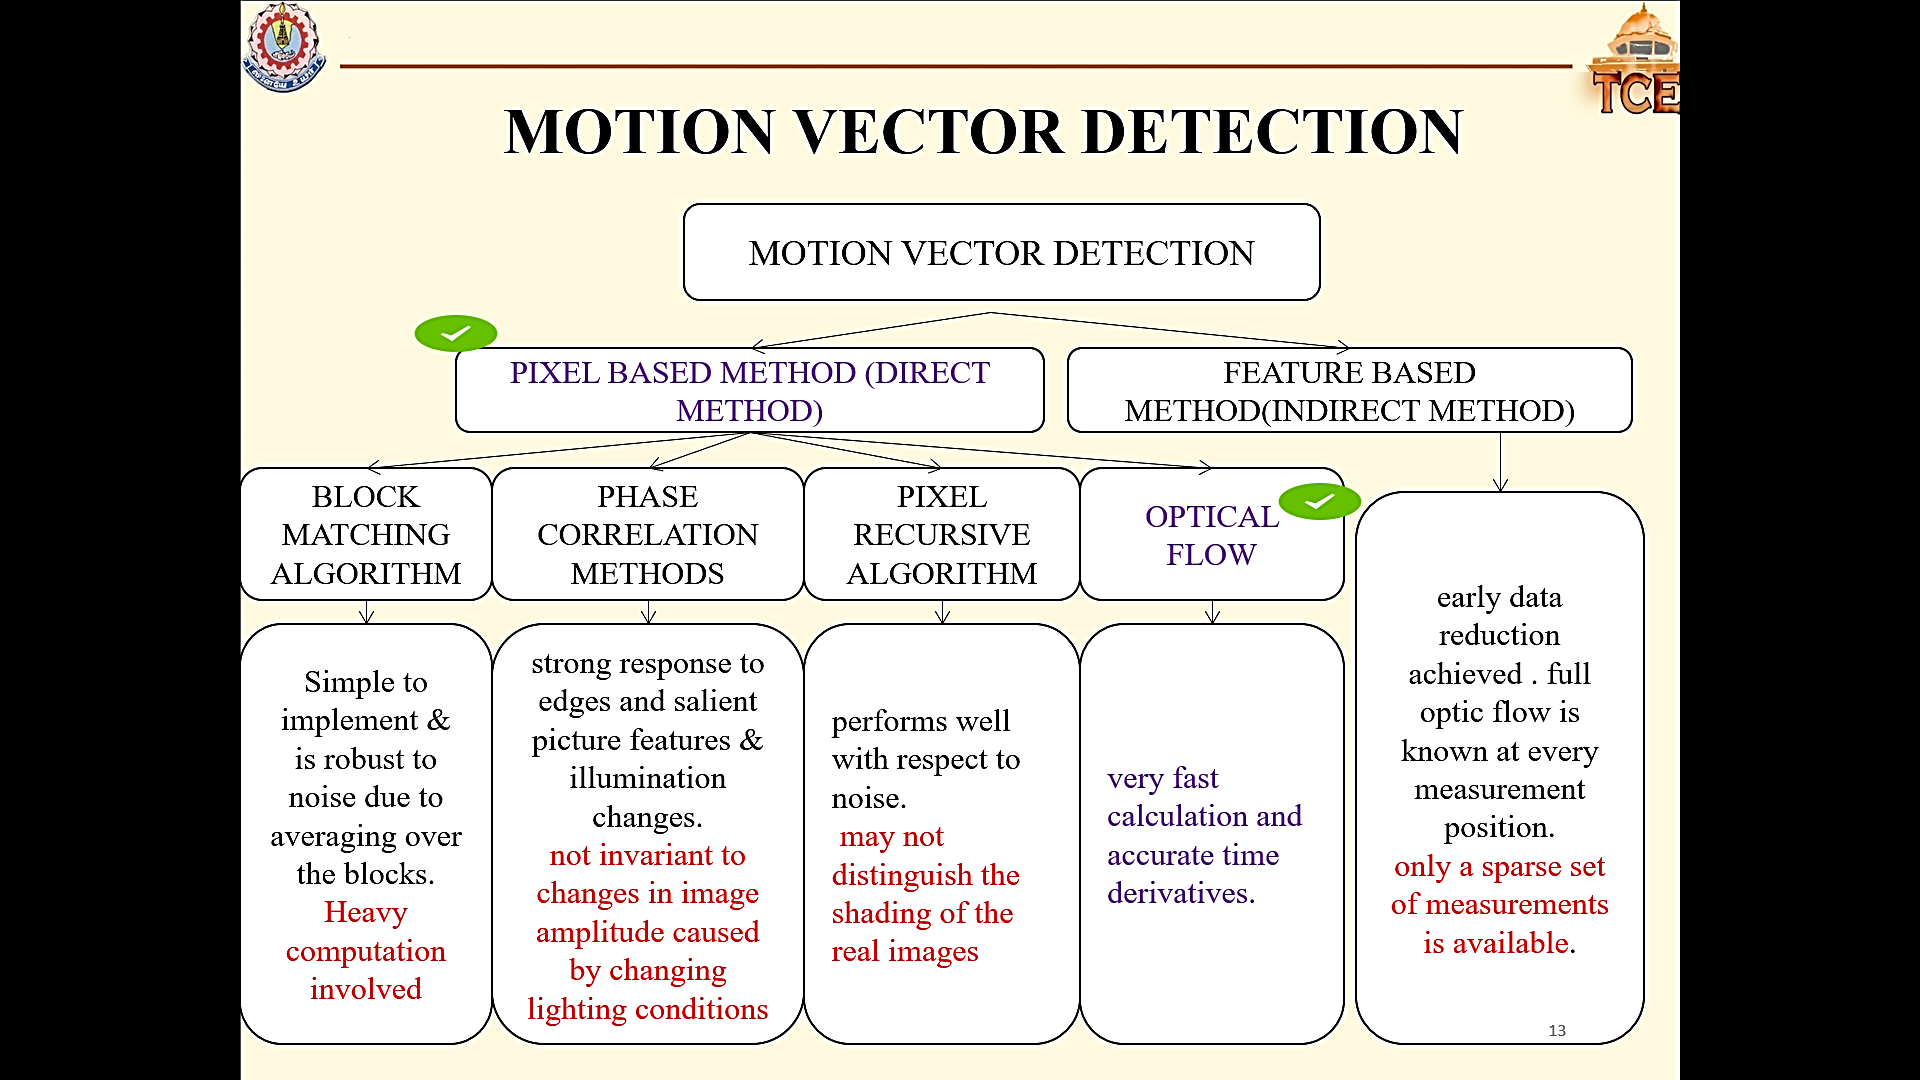 TCE
MOTION VECTOR DETECTION
MOTION VECTOR DETECTION
PIXEL BASED METHOD (DIRECT
METHOD)
FEATURE BASED
METHOD(INDIRECT METHOD)
BLOCK
MATCHING
ALGORITHM
PHASE
CORRELATION
METHODS
PIXEL
RECURSIVE
ALGORITHM
OPTICAL
FLOW
Simple to
implement &
is robust to
noise due to
averaging over
the blocks.
Heavy
computation
involved
strong response to
edges and salient
picture features &
illumination
changes.
not invariant to
changes in image
amplitude caused
by changing
lighting conditions
performs well
with respect to
noise.
may not
distinguish the
shading of the
real images
very fast
calculation and
accurate time
derivatives.
early data
reduction
achieved . full
optic flow is
known at every
measurement
position.
only a sparse set
of measurements
is available.
13